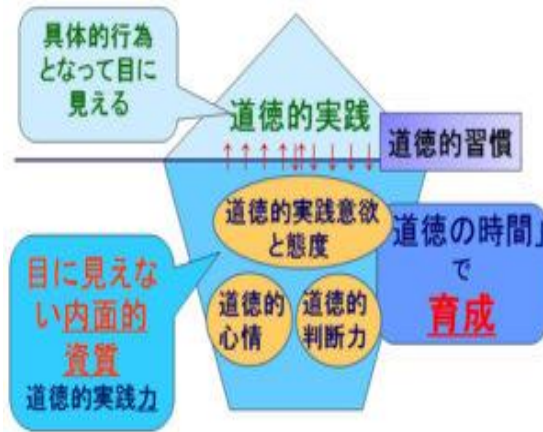 具体的行為
となって目に
見える
道徳的実践
道徳的習慣
道徳的実践意欲
と態度
道徳の時間」
で
育成
目に見えな
い内面的
資質
道徳的実践力
道徳的
心情
道徳的
判断力